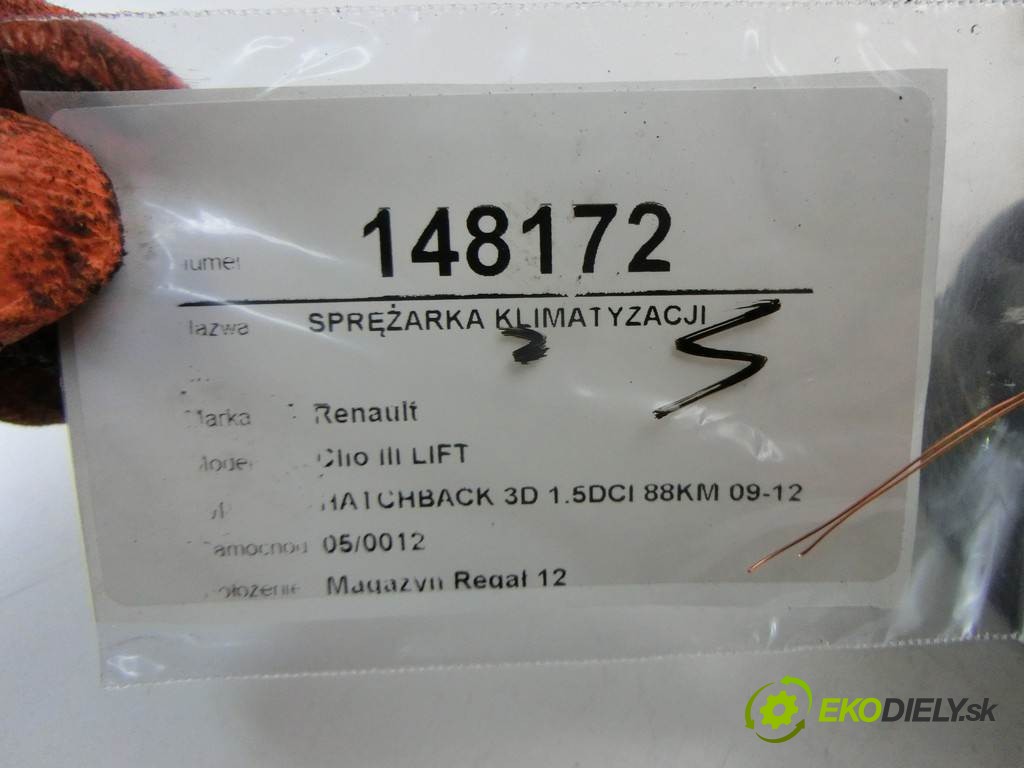 148172
SPRĘŻARKA KLIMATYZACJI
Renault
Clio III LIFT
HATCHBACK 3D 1.5DCI 88KM 09-12
05/0012
Magazyn Regał 12
EKODIELY.sk